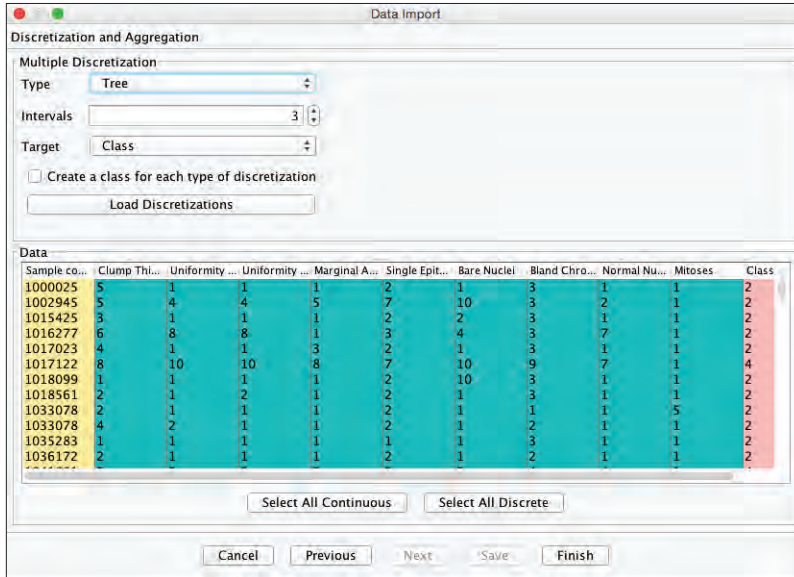 Data Import
Discretization and Aggregation
Multiple Discretization
Type Tree
Intervals 3
Target Class
Create a class for each type of discretization
Load Discretizations
Data
Sample co... Clump Thi... Uniformity ... Uniformity ... Marginal A... Single Epit... Bare Nuclei Bland Chro... Normal Nu... Mitoses Class
1000025 5 1 1 1 2 1 3 1 1 2
1002945 5 4 4 5 7 10 3 2 1 2
1015425 3 1 1 1 2 2 3 1 1 2
1016277 6 8 8 1 3 4 3 7 1 2
1017023 4 1 1 3 2 1 3 1 1 2
1017122 8 10 10 8 7 10 9 7 1 4
1018099 1 1 1 1 2 10 3 1 1 2
1018561 2 1 2 1 2 1 3 1 1 2
1033078 2 1 1 1 2 1 1 1 5 2
1033078 4 2 1 1 2 1 2 1 1 2
1035283 1 1 1 1 1 1 3 1 1 2
1036172 2 1 1 1 2 1 2 1 1 2
Select All Continuous Select All Discrete
Cancel Previous Next Save Finish